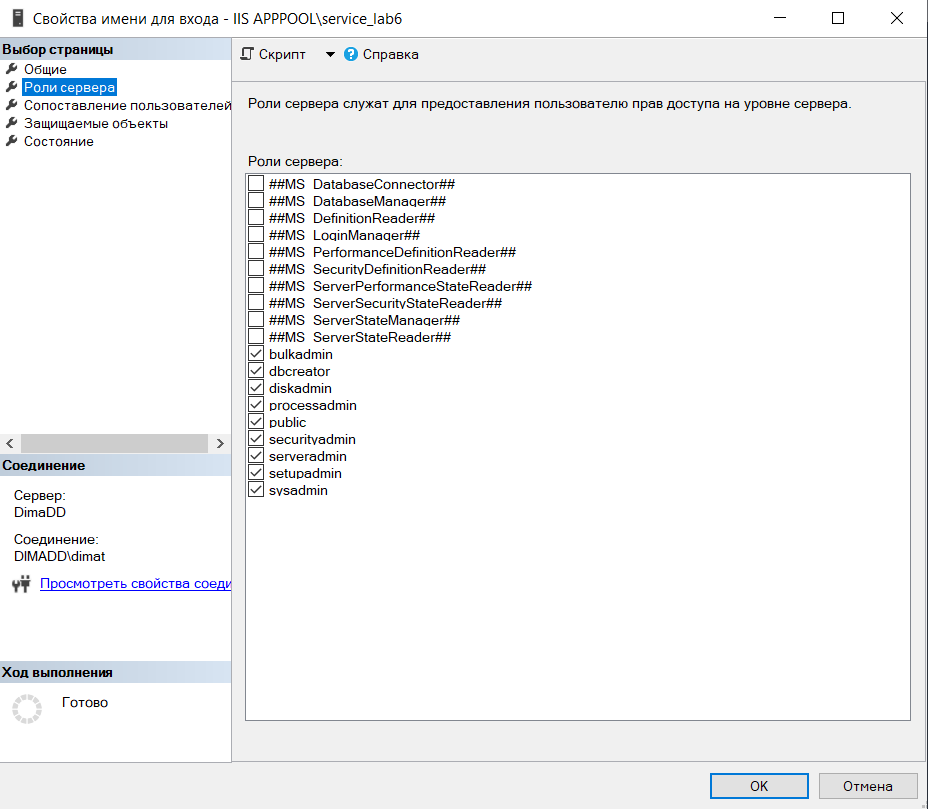 Свойства имени для входа - IIS APPPOOL\service_lab6
Выбор страницы
Общие
Роли сервера
Сопоставление пользователей
Защищаемые объекты
Состояние
Скрипт
Справка
Роли сервера служат для предоставления пользователю прав доступа на уровне сервера.
Роли сервера:
##MS_DatabaseConnector##
##MS_DatabaseManager##
##MS_DefinitionReader##
##MS_LoginManager##
##MS_PerformanceDefinitionReader##
##MS_SecurityDefinitionReader##
##MS_ServerPerformanceStateReader##
##MS_ServerSecurityStateReader##
##MS_ServerStateManager##
##MS_ServerStateReader##
bulkadmin
dbcreator
diskadmin
processadmin
public
securityadmin
serveradmin
setupadmin
sysadmin
Соединение
Сервер:
DimaDD
Соединение:
DIMADD\dimat
Просмотреть свойства соеди
Ход выполнения
Готово
OK
Отмена